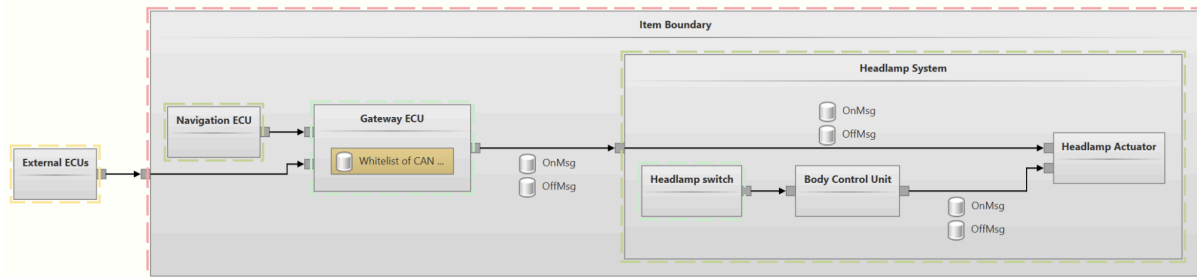 Item Boundary
Headlamp System
Navigation ECU
Gateway ECU
Whitelist of CAN ...
External ECUs
OnMsg
OffMsg
OnMsg
OffMsg
Headlamp Actuator
Headlamp switch
Body Control Unit
OnMsg
OffMsg